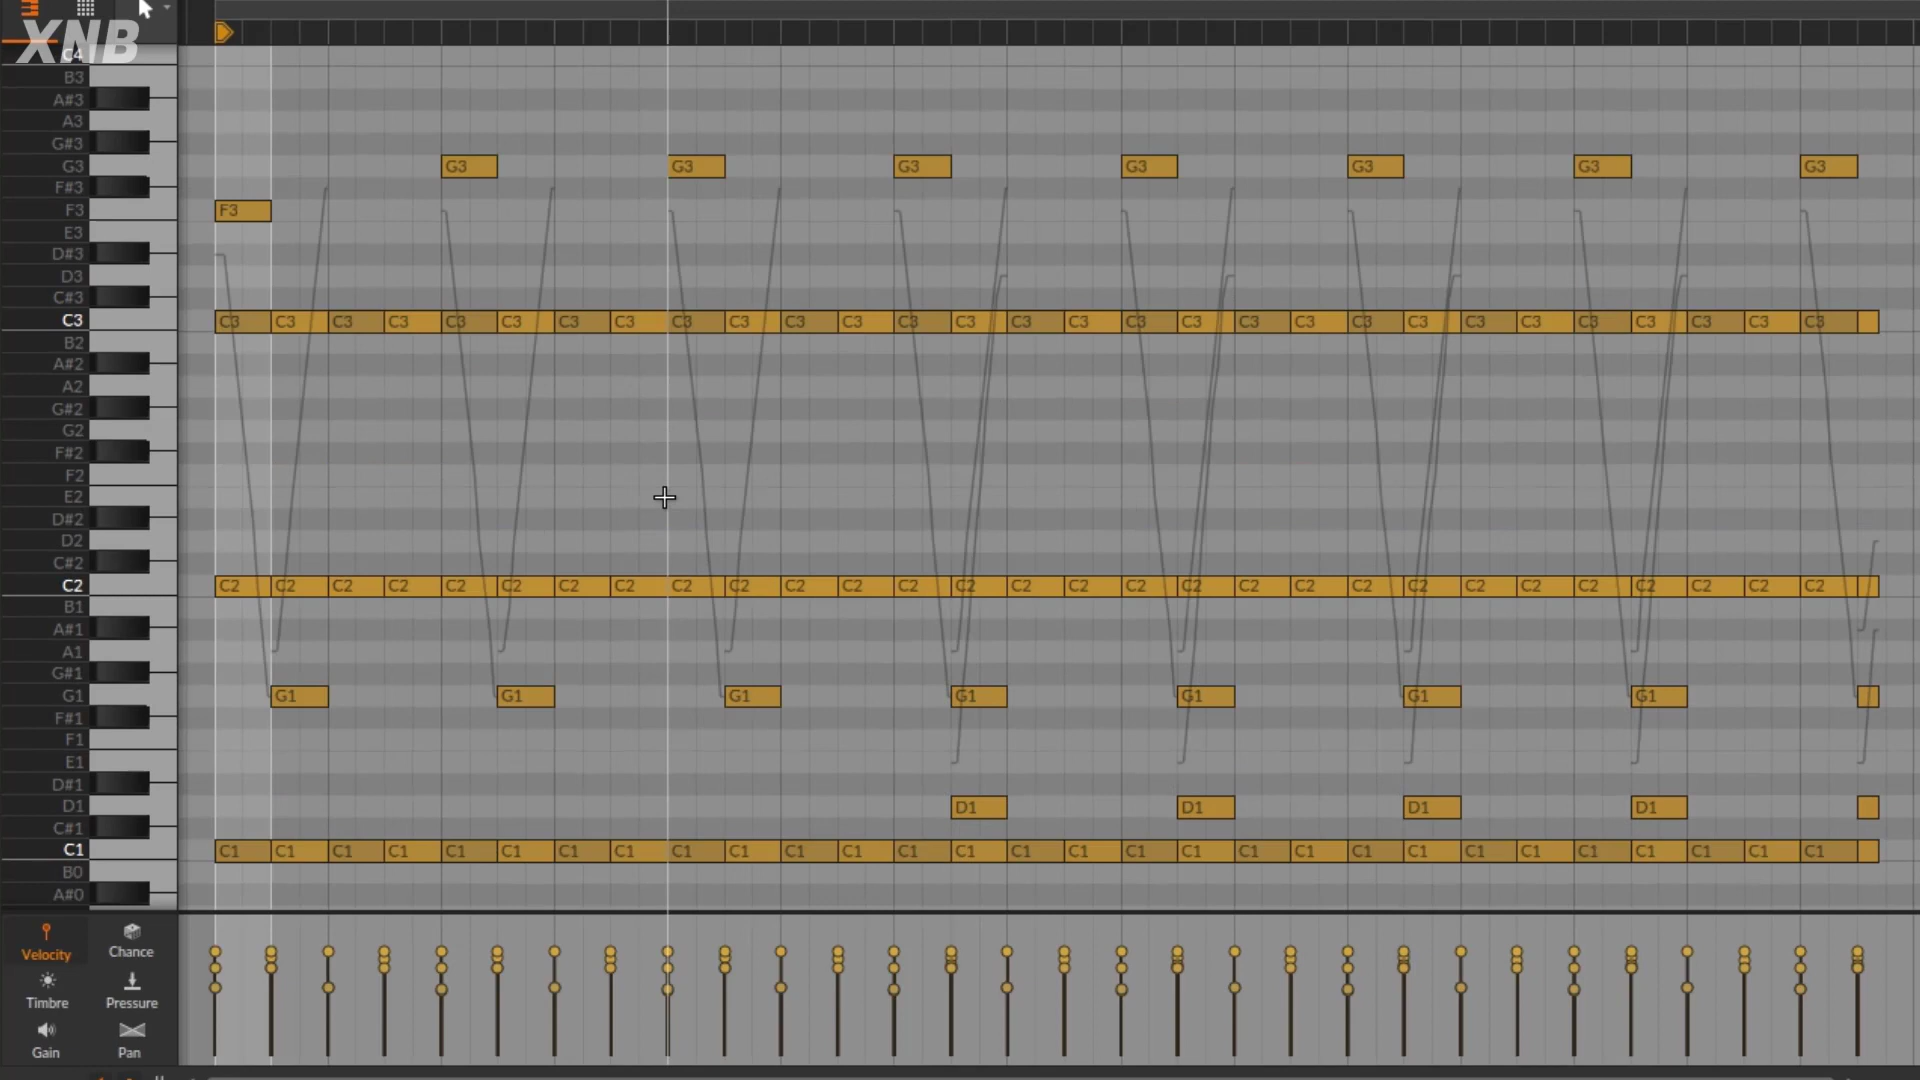 XNB
C4
B3
A#3
A3
G#3
G3 G3 G3 G3 G3 G3 G3 G3
F#3
F3 F3
E3
D#3
D3
C#3
C3 C3 C3 C3 C3 C3 C3 C3 C3 C3 C3 C3 C3 C3 C3 C3 C3 C3 C3 C3 C3 C3 C3 C3 C3 C3 C3 C3 C3 C3
B2
A#2
A2
G#2
G2
F#2
F2
E2
D#2
D2
C#2
C2 C2 C2 C2 C2 C2 C2 C2 C2 C2 C2 C2 C2 C2 C2 C2 C2 C2 C2 C2 C2 C2 C2 C2 C2 C2 C2 C2 C2 C2
B1
A#1
A1
G#1
G1 G1 G1 G1 G1 G1 G1 G1
F#1
F1
E1
D#1
D1 D1 D1 D1 D1
C#1
C1 C1 C1 C1 C1 C1 C1 C1 C1 C1 C1 C1 C1 C1 C1 C1 C1 C1 C1 C1 C1 C1 C1 C1 C1 C1 C1 C1 C1 C1
B0
A#0
Velocity Chance
Timbre Pressure
Gain Pan